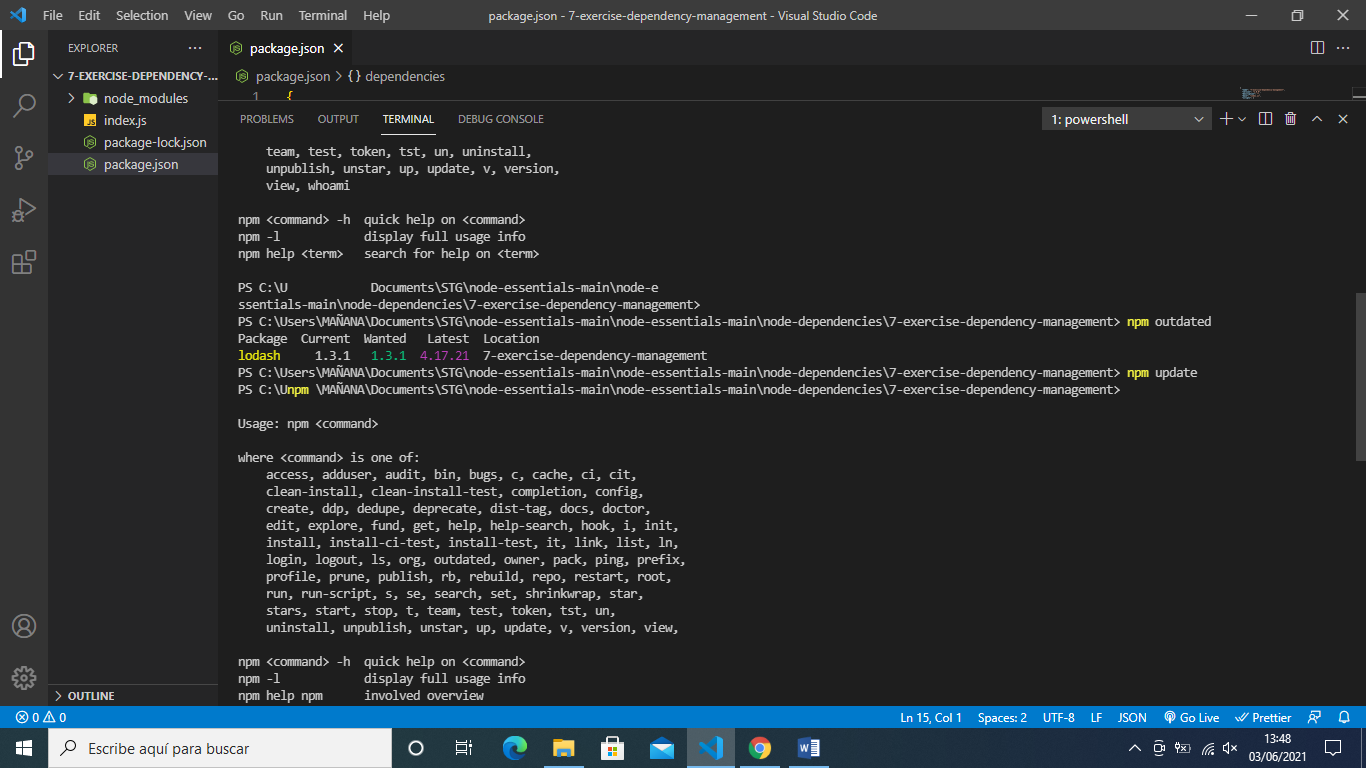 File Edit Selection View Go Run Terminal Help
package.json - 7-exercise-dependency-management - Visual Studio Code
EXPLORER ...
7-EXERCISE-DEPENDENCY-...
node_modules
index.js
package-lock.json
package.json
OUTLINE
package.json
package.json > {} dependencies
1 {
PROBLEMS OUTPUT TERMINAL DEBUG CONSOLE
1: powershell
team, test, token, tst, un, uninstall,
unpublish, unstar, up, update, v, version,
view, whoami
npm <command> -h quick help on <command>
npm -l display full usage info
npm help <term> search for help on <term>
PS C:\U Documents\STG\node-essentials-main\node-e
ssentials-main\node-dependencies\7-exercise-dependency-management>
PS C:\Users\MAÑANA\Documents\STG\node-essentials-main\node-essentials-main\node-dependencies\7-exercise-dependency-management> npm outdated
Package Current Wanted Latest Location
lodash 1.3.1 1.3.1 4.17.21 7-exercise-dependency-management
PS C:\Users\MAÑANA\Documents\STG\node-essentials-main\node-essentials-main\node-dependencies\7-exercise-dependency-management> npm update
PS C:\Unpm \MAÑANA\Documents\STG\node-essentials-main\node-essentials-main\node-dependencies\7-exercise-dependency-management>
Usage: npm <command>
where <command> is one of:
access, adduser, audit, bin, bugs, c, cache, ci, cit,
clean-install, clean-install-test, completion, config,
create, ddp, dedupe, deprecate, dist-tag, docs, doctor,
edit, explore, fund, get, help, help-search, hook, i, init,
install, install-ci-test, install-test, it, link, list, ln,
login, logout, ls, org, outdated, owner, pack, ping, prefix,
profile, prune, publish, rb, rebuild, repo, restart, root,
run, run-script, s, se, search, set, shrinkwrap, star,
stars, start, stop, t, team, test, token, tst, un,
uninstall, unpublish, unstar, up, update, v, version, view,
npm <command> -h quick help on <command>
npm -l display full usage info
npm help npm involved overview
0 0
Ln 15, Col 1 Spaces: 2 UTF-8 LF JSON Go Live Prettier
Escribe aquí para buscar
13:48
03/06/2021